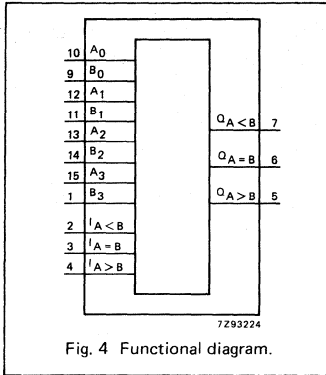 10 A0
9 B0
12 A1
11 B1
13 A2
14 B2
15 A3
1 B3
2 IA<B
3 IA=B
4 IA>B
QA<B 7
QA=B 6
QA>B 5
7Z93224
Fig. 4 Functional diagram.